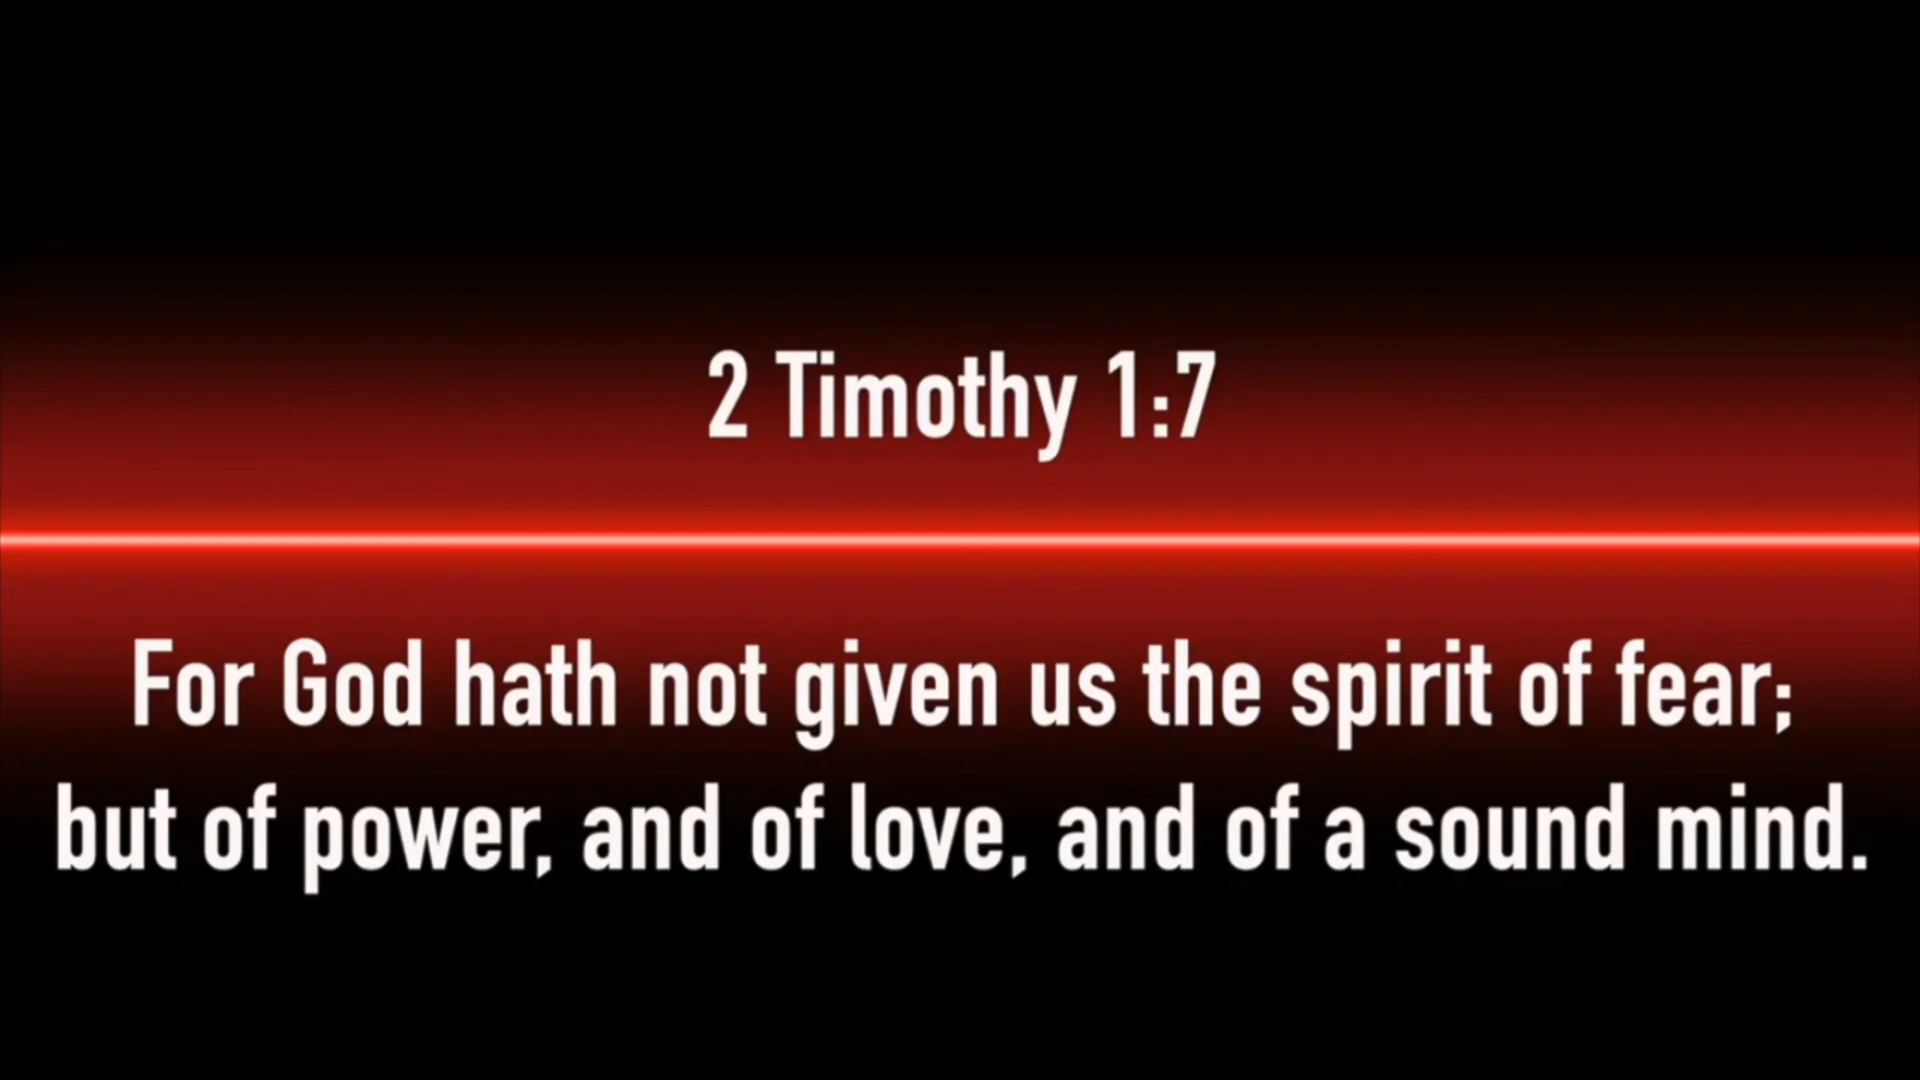 2 Timothy 1:7
For God hath not given us the spirit of fear;
but of power, and of love, and of a sound mind.